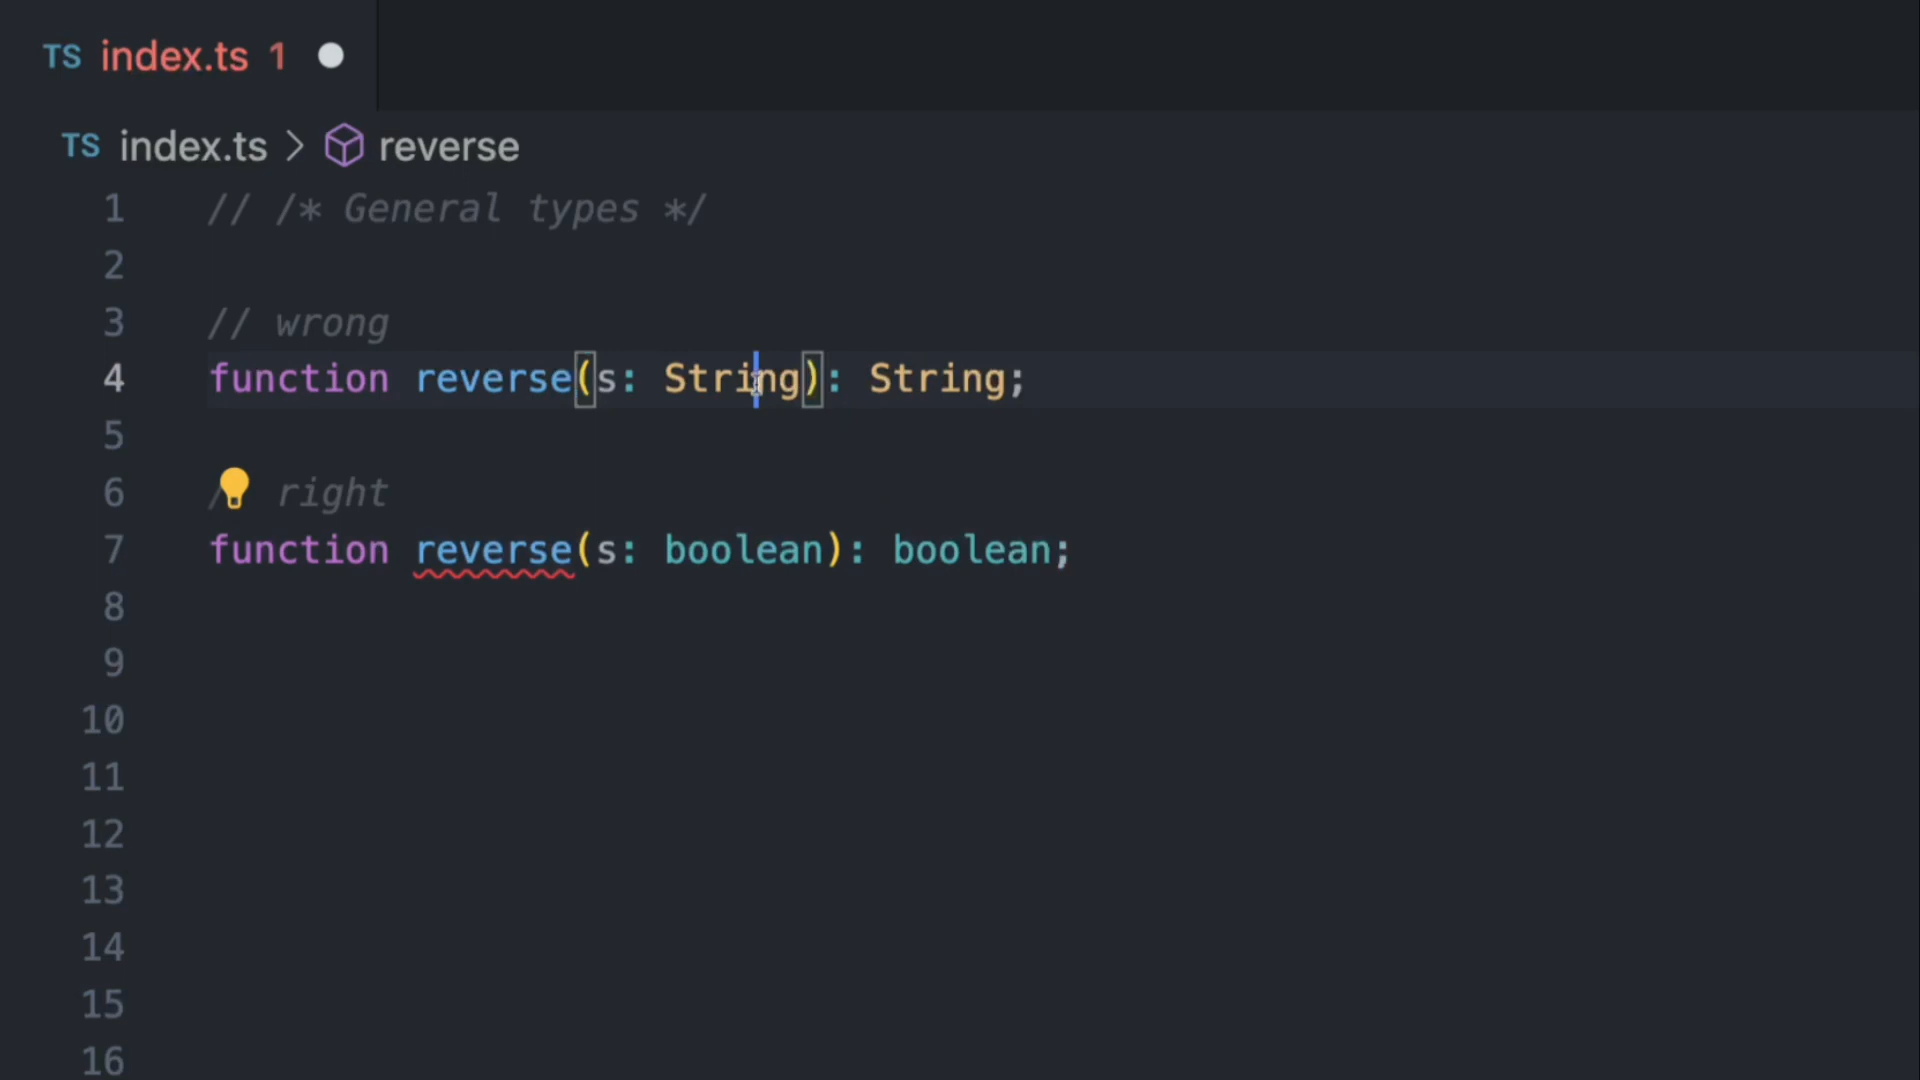 TS index.ts 1
TS index.ts > reverse
1 // /* General types */
2
3 // wrong
4 function reverse(s: String): String;
5
6 / right
7 function reverse(s: boolean): boolean;
8
9
10
11
12
13
14
15
16